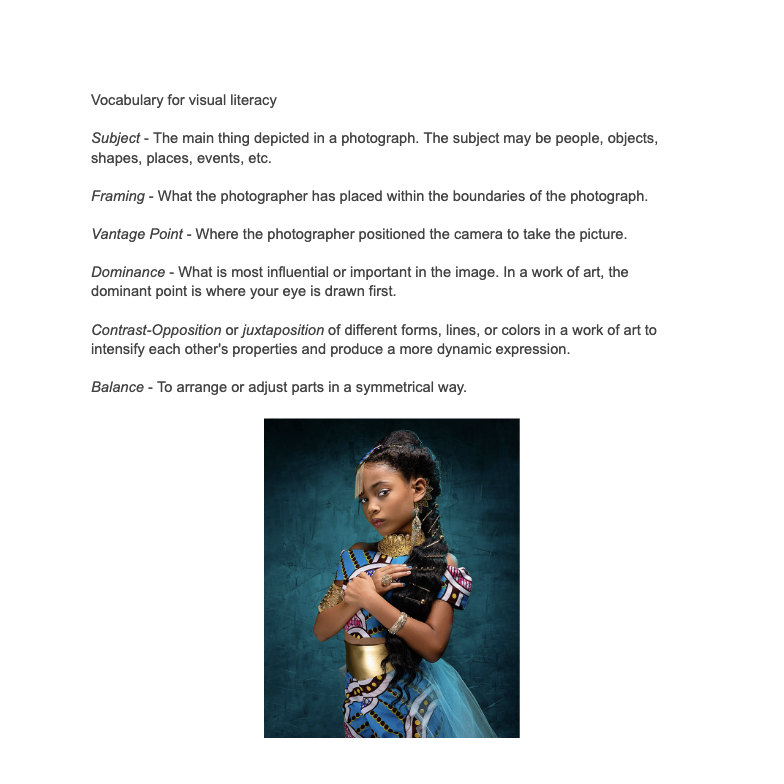 Vocabulary for visual literacy
Subject - The main thing depicted in a photograph. The subject may be people, objects,
shapes, places, events, etc.
Framing - What the photographer has placed within the boundaries of the photograph.
Vantage Point - Where the photographer positioned the camera to take the picture.
Dominance - What is most influential or important in the image. In a work of art, the
dominant point is where your eye is drawn first.
Contrast-Opposition or juxtaposition of different forms, lines, or colors in a work of art to
intensify each other's properties and produce a more dynamic expression.
Balance - To arrange or adjust parts in a symmetrical way.